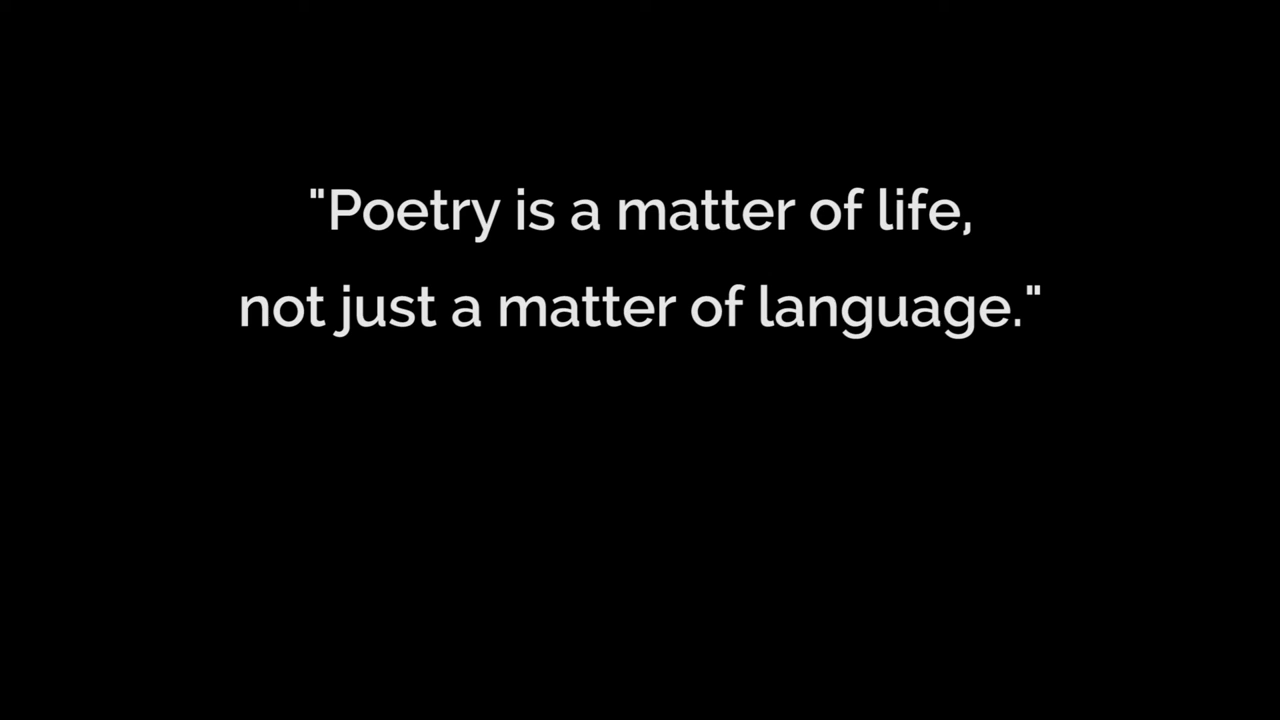 "Poetry is a matter of life,
not just a matter of language."